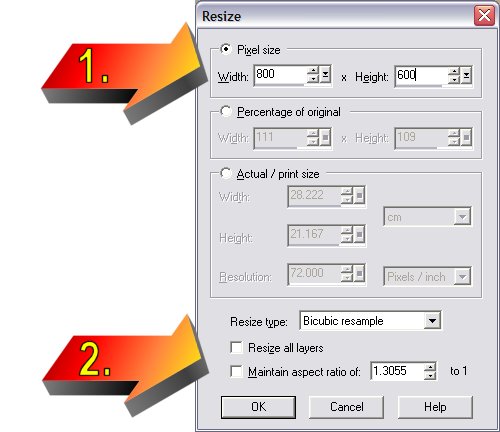 Resize
1.
Pixel size
Width: 800 x Height: 600
Percentage of original
Width: 111 x Height: 109
Actual / print size
Width: 28.222
cm
Height: 21.167
Resolution: 72.000 Pixels / inch
Resize type: Bicubic resample
2.
Resize all layers
Maintain aspect ratio of: 1.3055 to 1
OK Cancel Help